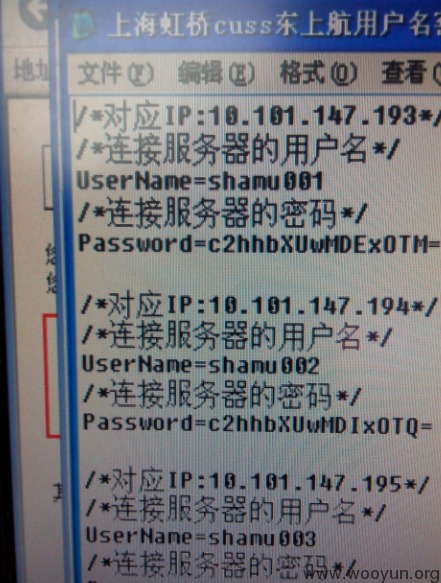 上海虹桥cuss东上航用户名
地址
文件(F) 编辑(E) 格式(O) 查看(
/*对应IP:10.101.147.193*/
/*连接服务器的用户名*/
UserName=shamu001
/*连接服务器的密码*/
Password=c2hhbXUwMDExOTM=
/*对应IP:10.101.147.194*/
/*连接服务器的用户名*/
UserName=shamu002
/*连接服务器的密码*/
Password=c2hhbXUwMDIxOTQ=
/*对应IP:10.101.147.195*/
/*连接服务器的用户名*/
UserName=shamu003
/*连接服务器的密码*/
www.wooyun.org